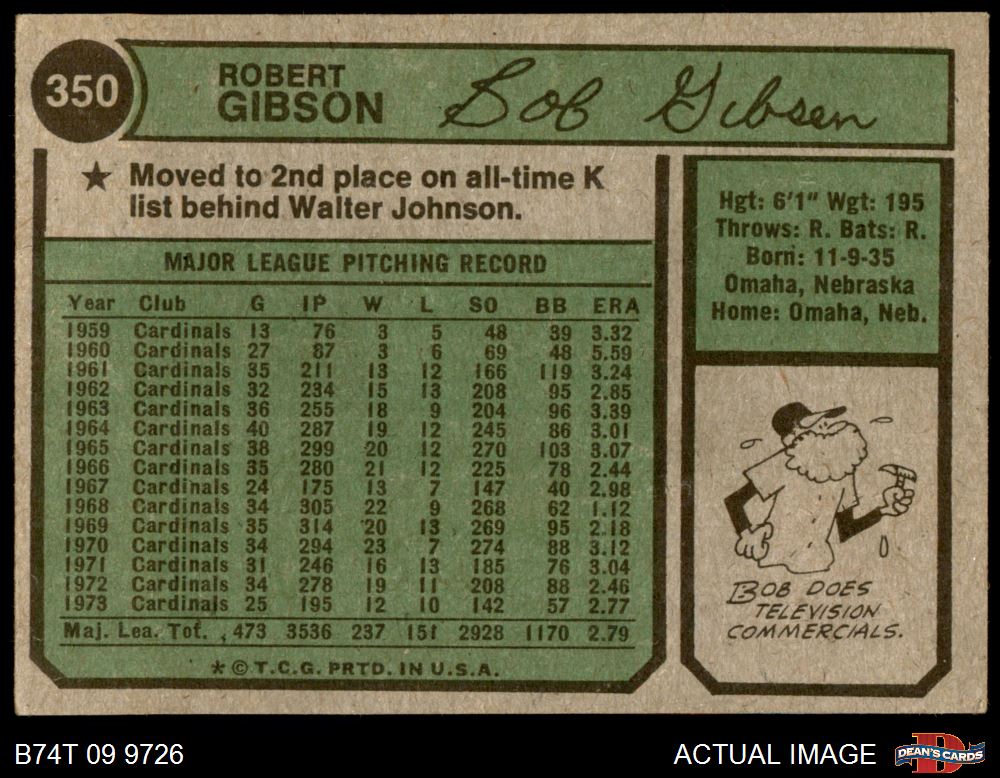 350
ROBERT
GIBSON
Bob Gibson
★ Moved to 2nd place on all-time K
list behind Walter Johnson.
MAJOR LEAGUE PITCHING RECORD
Year Club G IP W L SO BB ERA
1959 Cardinals 13 76 3 5 48 39 3.32
1960 Cardinals 27 87 3 6 69 48 5.59
1961 Cardinals 35 211 13 12 166 119 3.24
1962 Cardinals 32 234 15 13 208 95 2.85
1963 Cardinals 36 255 18 9 204 96 3.39
1964 Cardinals 40 287 19 12 245 86 3.01
1965 Cardinals 38 299 20 12 270 103 3.07
1966 Cardinals 35 280 21 12 225 78 2.44
1967 Cardinals 24 175 13 7 147 40 2.98
1968 Cardinals 34 305 22 9 268 62 1.12
1969 Cardinals 35 314 20 13 269 95 2.18
1970 Cardinals 34 294 23 7 274 88 3.12
1971 Cardinals 31 246 16 13 185 76 3.04
1972 Cardinals 34 278 19 11 208 88 2.46
1973 Cardinals 25 195 12 10 142 57 2.77
Maj. Lea. Tot. 473 3536 237 151 2928 1170 2.79
* © T.C.G. PRTD. IN U.S.A.
Hgt: 6'1" Wgt: 195
Throws: R. Bats: R.
Born: 11-9-35
Omaha, Nebraska
Home: Omaha, Neb.
BOB DOES
TELEVISION
COMMERCIALS.
B74T 09 9726
ACTUAL IMAGE
DEAN'S CARDS